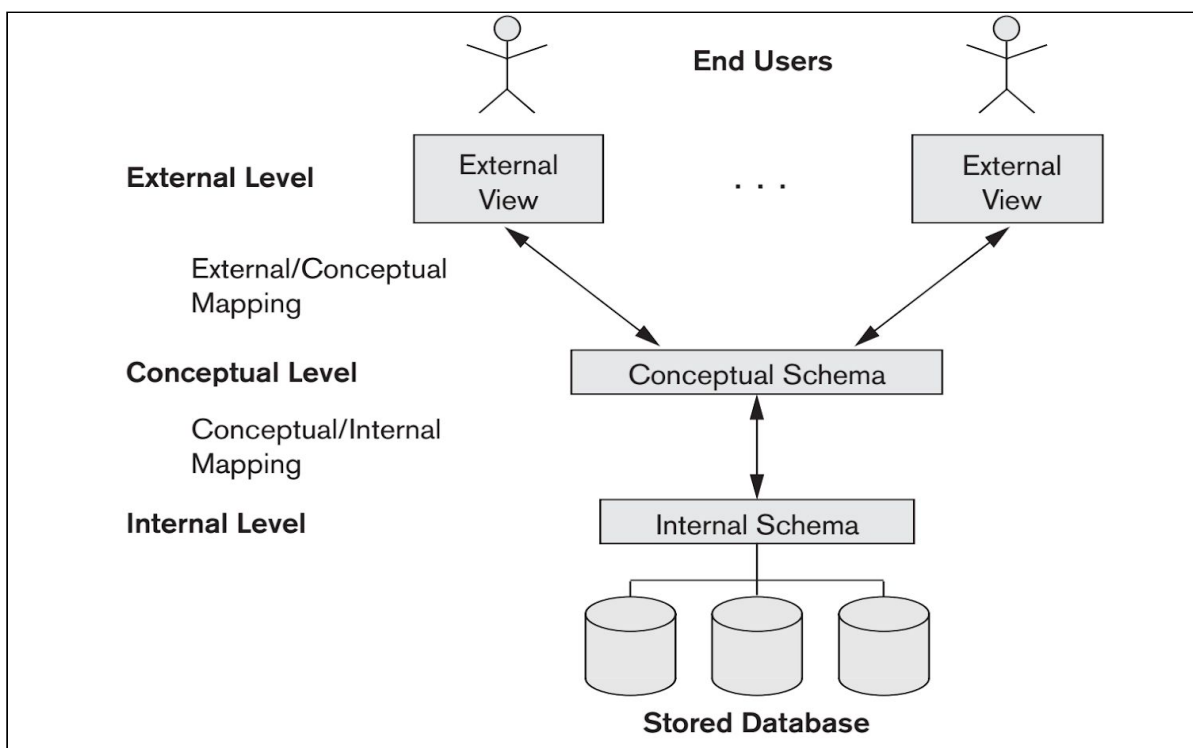 End Users
External Level
External
View
. . .
External
View
External/Conceptual
Mapping
Conceptual Level
Conceptual Schema
Conceptual/Internal
Mapping
Internal Level
Internal Schema
Stored Database